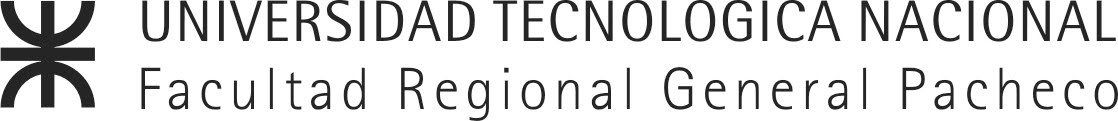 UNIVERSIDAD TECNOLOGICA NACIONAL
Facultad Regional General Pacheco